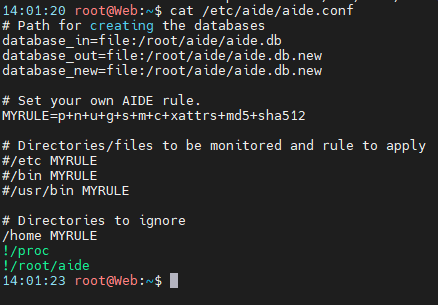 14:01:20 root@Web:~$ cat /etc/aide/aide.conf
# Path for creating the databases
database_in=file:/root/aide/aide.db
database_out=file:/root/aide/aide.db.new
database_new=file:/root/aide/aide.db.new

# Set your own AIDE rule.
MYRULE=p+n+u+g+s+m+c+xattrs+md5+sha512

# Directories/files to be monitored and rule to apply
#/etc MYRULE
#/bin MYRULE
#/usr/bin MYRULE

# Directories to ignore
/home MYRULE
!/proc
!/root/aide
14:01:23 root@Web:~$